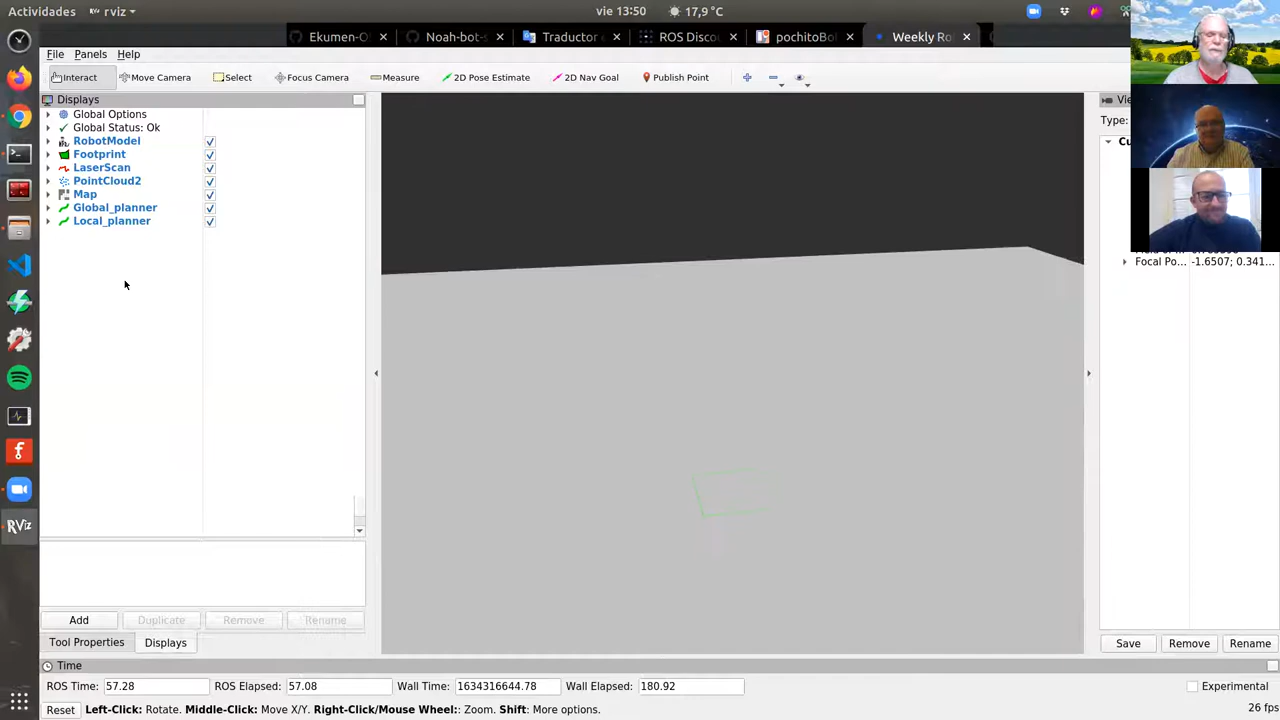 Actividades rviz vie 13:50 17,9 °C
Ekumen-O Noah-bot-s Traductor ROS Disco pochitoBo Weekly Ro
File Panels Help
Interact Move Camera Select Focus Camera Measure 2D Pose Estimate 2D Nav Goal Publish Point
Displays
Global Options
Global Status: Ok
RobotModel
Footprint
LaserScan
PointCloud2
Map
Global_planner
Local_planner
Type:
Cu
Focal Po... -1.6507; 0.341...
RViz
Add Duplicate Remove Rename
Tool Properties Displays
Save Remove Rename
Time
ROS Time: 57.28 ROS Elapsed: 57.08 Wall Time: 1634316644.78 Wall Elapsed: 180.92 Experimental
Reset Left-Click: Rotate. Middle-Click: Move X/Y. Right-Click/Mouse Wheel:: Zoom. Shift: More options. 26 fps